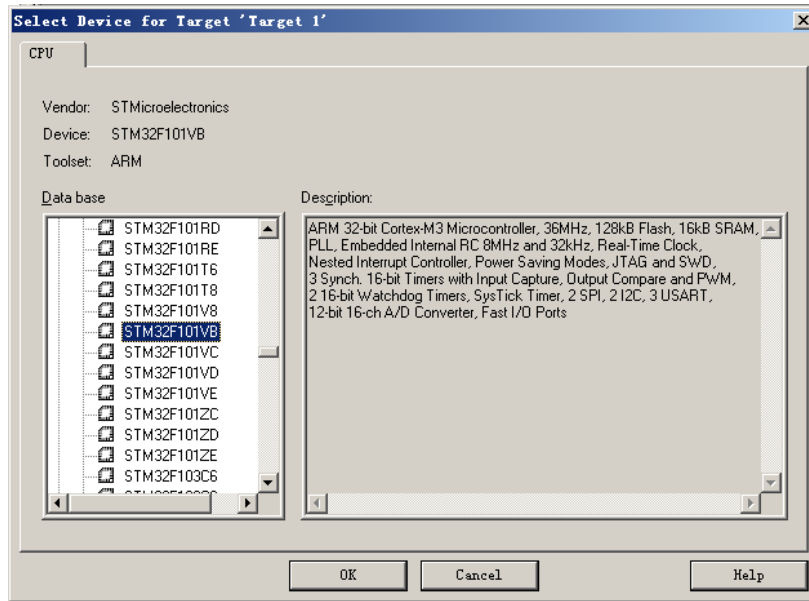 Select Device for Target 'Target 1'
CPU
Vendor: STMicroelectronics
Device: STM32F101VB
Toolset: ARM
Data base
STM32F101RD
STM32F101RE
STM32F101T6
STM32F101T8
STM32F101V8
STM32F101VB
STM32F101VC
STM32F101VD
STM32F101VE
STM32F101ZC
STM32F101ZD
STM32F101ZE
STM32F103C6
Description:
ARM 32-bit Cortex-M3 Microcontroller, 36MHz, 128kB Flash, 16kB SRAM,
PLL, Embedded Internal RC 8MHz and 32kHz, Real-Time Clock,
Nested Interrupt Controller, Power Saving Modes, JTAG and SWD,
3 Synch. 16-bit Timers with Input Capture, Output Compare and PWM,
2 16-bit Watchdog Timers, SysTick Timer, 2 SPI, 2 I2C, 3 USART,
12-bit 16-ch A/D Converter, Fast I/O Ports
OK
Cancel
Help